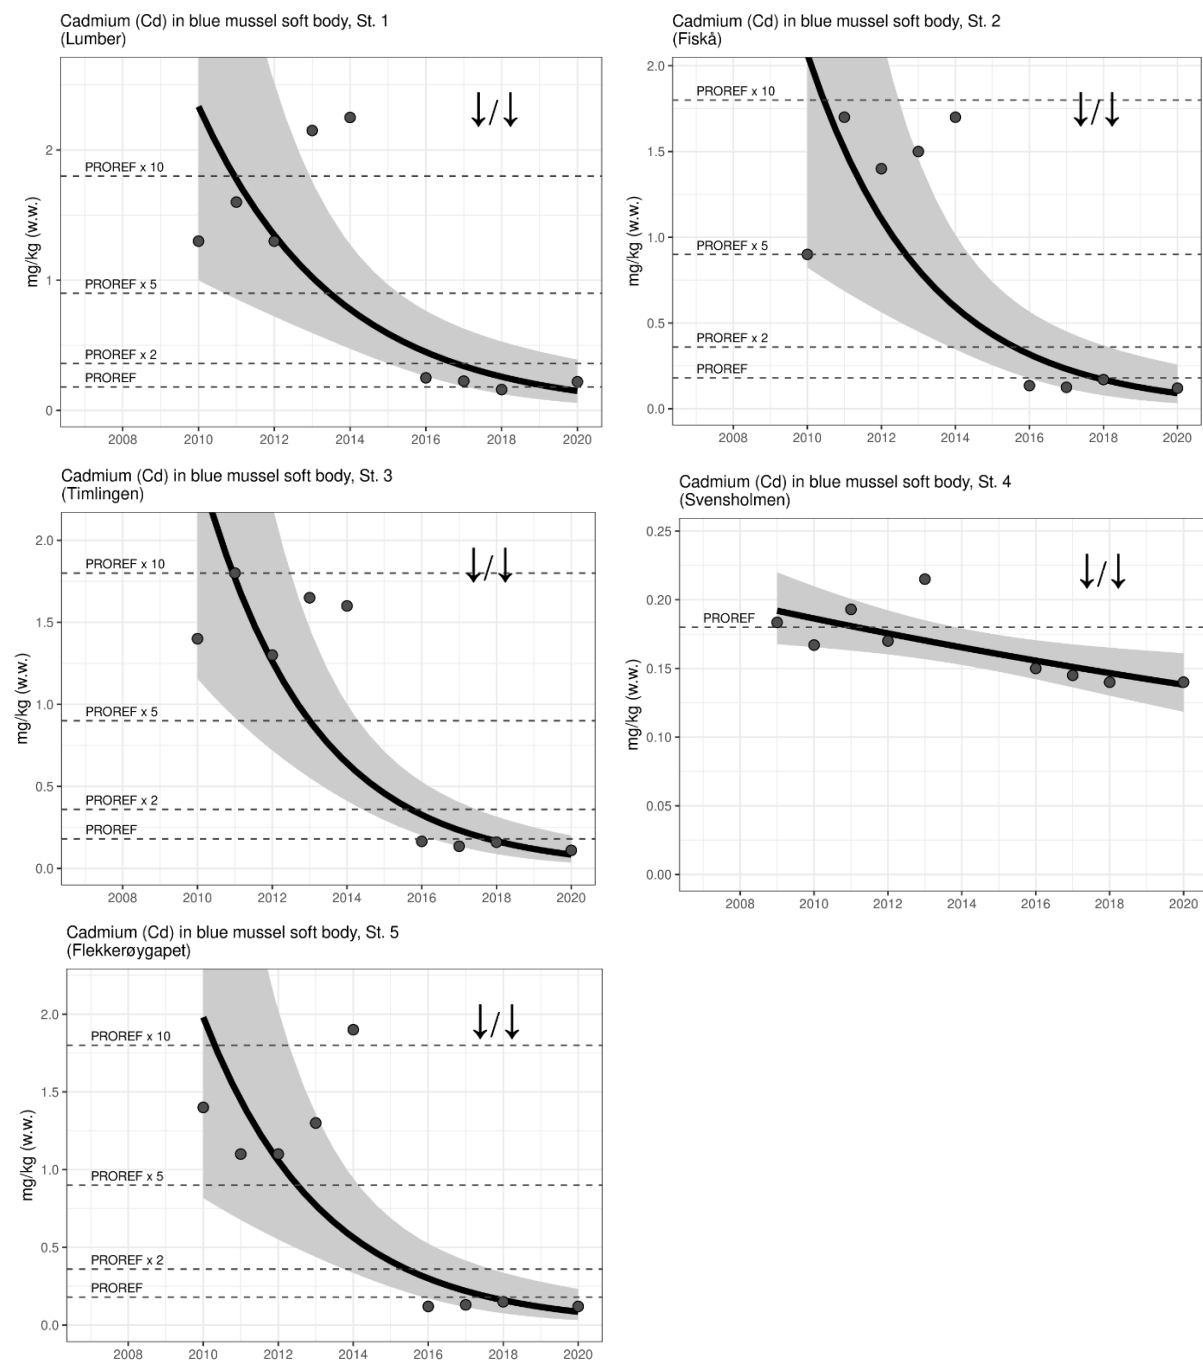 Cadmium (Cd) in blue mussel soft body, St. 1
(Lumber)
mg/kg (w.w.)
2
1
0
PROREF x 10
PROREF x 5
PROREF x 2
PROREF
↓/↓
2008 2010 2012 2014 2016 2018 2020
Cadmium (Cd) in blue mussel soft body, St. 2
(Fiskå)
mg/kg (w.w.)
2.0
1.5
1.0
0.5
0.0
PROREF x 10
PROREF x 5
PROREF x 2
PROREF
↓/↓
2008 2010 2012 2014 2016 2018 2020
Cadmium (Cd) in blue mussel soft body, St. 3
(Timlingen)
mg/kg (w.w.)
2.0
1.5
1.0
0.5
0.0
PROREF x 10
PROREF x 5
PROREF x 2
PROREF
↓/↓
2008 2010 2012 2014 2016 2018 2020
Cadmium (Cd) in blue mussel soft body, St. 4
(Svensholmen)
mg/kg (w.w.)
0.25
0.20
0.15
0.10
0.05
0.00
PROREF
↓/↓
2008 2010 2012 2014 2016 2018 2020
Cadmium (Cd) in blue mussel soft body, St. 5
(Flekkerøygapet)
mg/kg (w.w.)
2.0
1.5
1.0
0.5
0.0
PROREF x 10
PROREF x 5
PROREF x 2
PROREF
↓/↓
2008 2010 2012 2014 2016 2018 2020